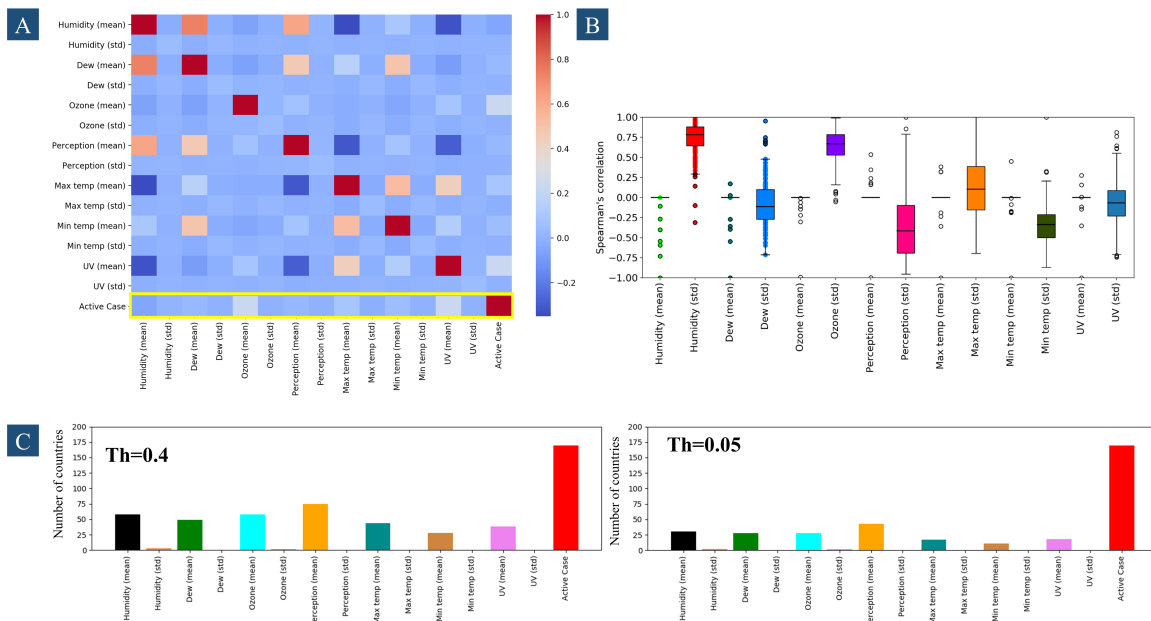 A
Humidity (mean)
Humidity (std)
Dew (mean)
Dew (std)
Ozone (mean)
Ozone (std)
Perception (mean)
Perception (std)
Max temp (mean)
Max temp (std)
Min temp (mean)
Min temp (std)
UV (mean)
UV (std)
Active Case
Humidity (mean)
Humidity (std)
Dew (mean)
Dew (std)
Ozone (mean)
Ozone (std)
Perception (mean)
Perception (std)
Max temp (mean)
Max temp (std)
Min temp (mean)
Min temp (std)
UV (mean)
UV (std)
Active Case
1.0
0.8
0.6
0.4
0.2
0.0
−0.2
B
Spearman's correlation
1.00
0.75
0.50
0.25
0.00
−0.25
−0.50
−0.75
−1.00
Humidity (mean)
Humidity (std)
Dew (mean)
Dew (std)
Ozone (mean)
Ozone (std)
Perception (mean)
Perception (std)
Max temp (mean)
Max temp (std)
Min temp (mean)
Min temp (std)
UV (mean)
UV (std)
C
Number of countries
200
175
150
125
100
75
50
25
0
Th=0.4
Humidity (mean)
Humidity (std)
Dew (mean)
Dew (std)
Ozone (mean)
Ozone (std)
Perception (mean)
Perception (std)
Max temp (mean)
Max temp (std)
Min temp (mean)
Min temp (std)
UV (mean)
UV (std)
Active Case
Number of countries
200
175
150
125
100
75
50
25
0
Th=0.05
Humidity (mean)
Humidity (std)
Dew (mean)
Dew (std)
Ozone (mean)
Ozone (std)
Perception (mean)
Perception (std)
Max temp (mean)
Max temp (std)
Min temp (mean)
Min temp (std)
UV (mean)
UV (std)
Active Case